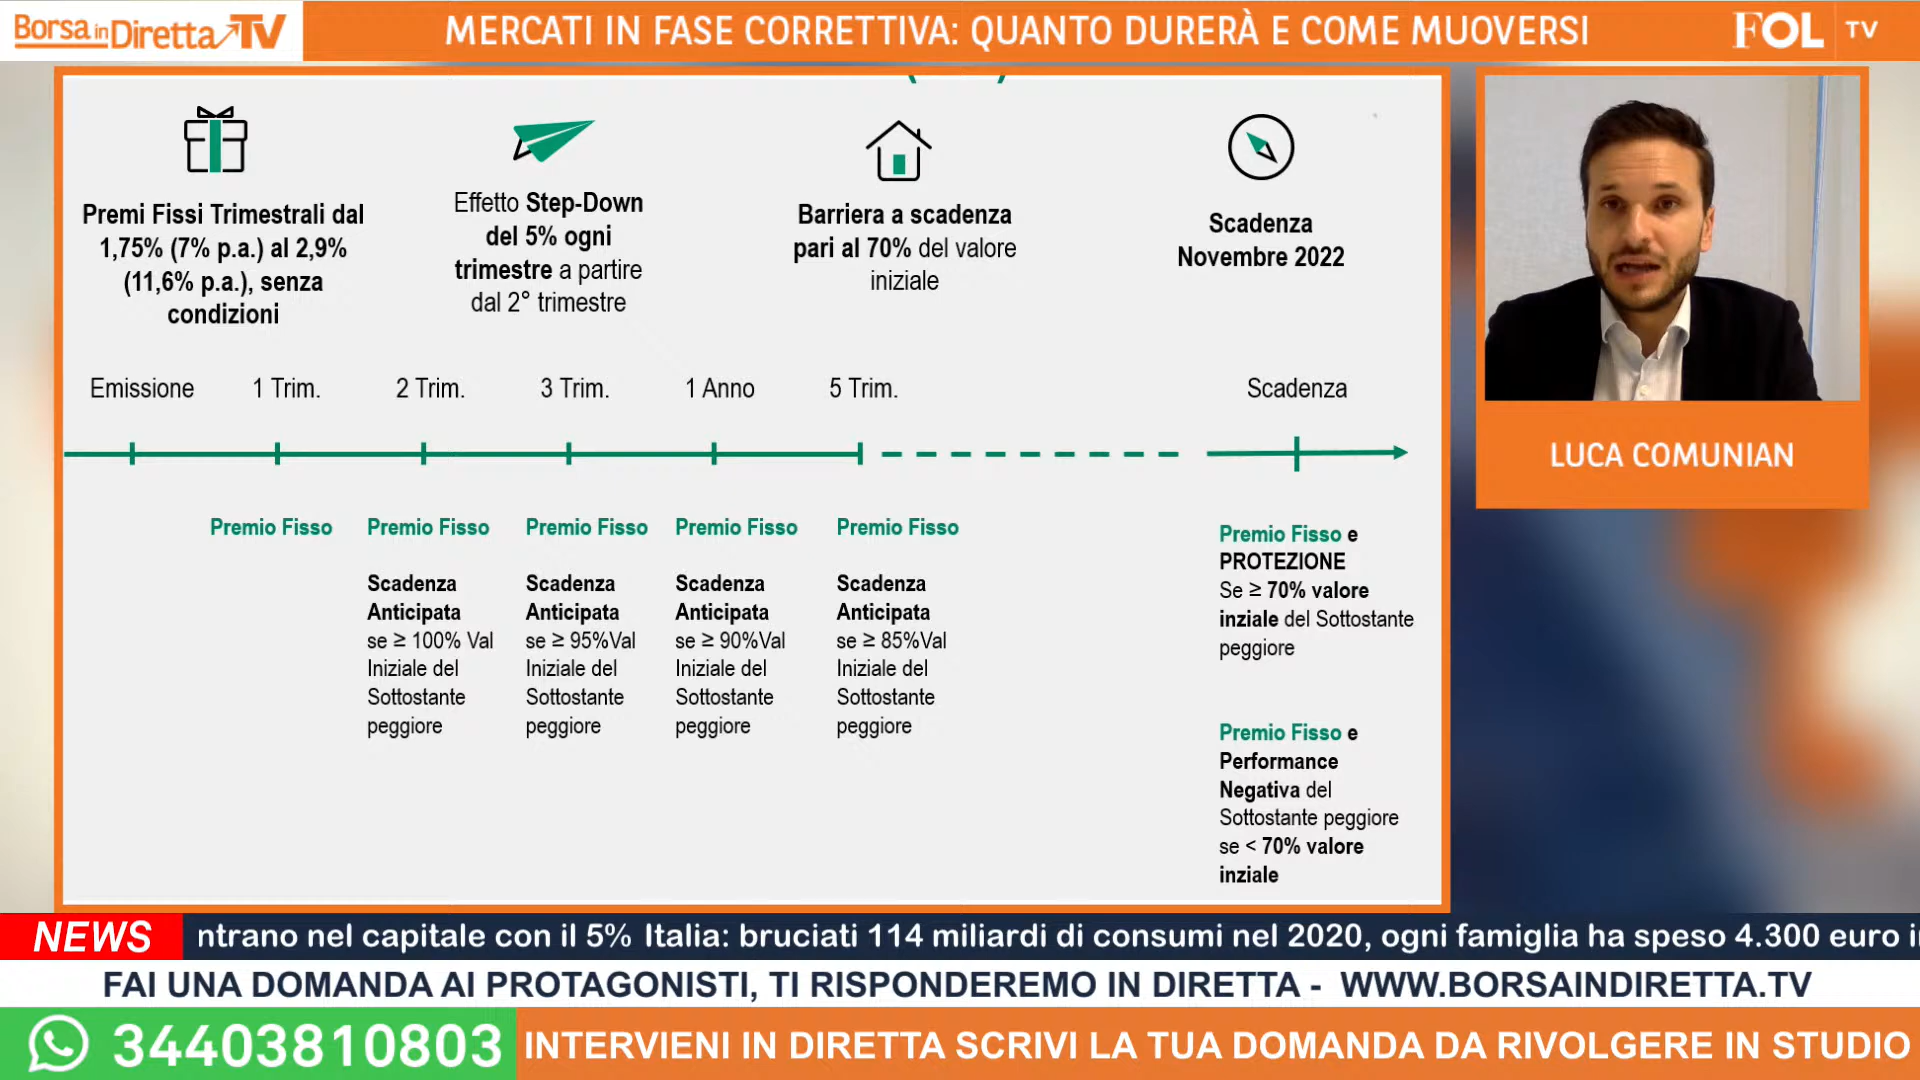 Borsa in Diretta TV
MERCATI IN FASE CORRETTIVA: QUANTO DURERÀ E COME MUOVERSI
FOL TV
Premi Fissi Trimestrali dal
1,75% (7% p.a.) al 2,9%
(11,6% p.a.), senza
condizioni
Effetto Step-Down
del 5% ogni
trimestre a partire
dal 2° trimestre
Barriera a scadenza
pari al 70% del valore
iniziale
Scadenza
Novembre 2022
Emissione
1 Trim.
2 Trim.
3 Trim.
1 Anno
5 Trim.
Scadenza
Premio Fisso
Premio Fisso
Scadenza
Anticipata
se ≥ 100% Val
Iniziale del
Sottostante
peggiore
Premio Fisso
Scadenza
Anticipata
se ≥ 95%Val
Iniziale del
Sottostante
peggiore
Premio Fisso
Scadenza
Anticipata
se ≥ 90%Val
Iniziale del
Sottostante
peggiore
Premio Fisso
Scadenza
Anticipata
se ≥ 85%Val
Iniziale del
Sottostante
peggiore
Premio Fisso e
PROTEZIONE
Se ≥ 70% valore
inziale del Sottostante
peggiore
Premio Fisso e
Performance
Negativa del
Sottostante peggiore
se < 70% valore
inziale
LUCA COMUNIAN
NEWS
ntrano nel capitale con il 5% Italia: bruciati 114 miliardi di consumi nel 2020, ogni famiglia ha speso 4.300 euro i
FAI UNA DOMANDA AI PROTAGONISTI, TI RISPONDEREMO IN DIRETTA - WWW.BORSAINDIRETTA.TV
34403810803
INTERVIENI IN DIRETTA SCRIVI LA TUA DOMANDA DA RIVOLGERE IN STUDIO